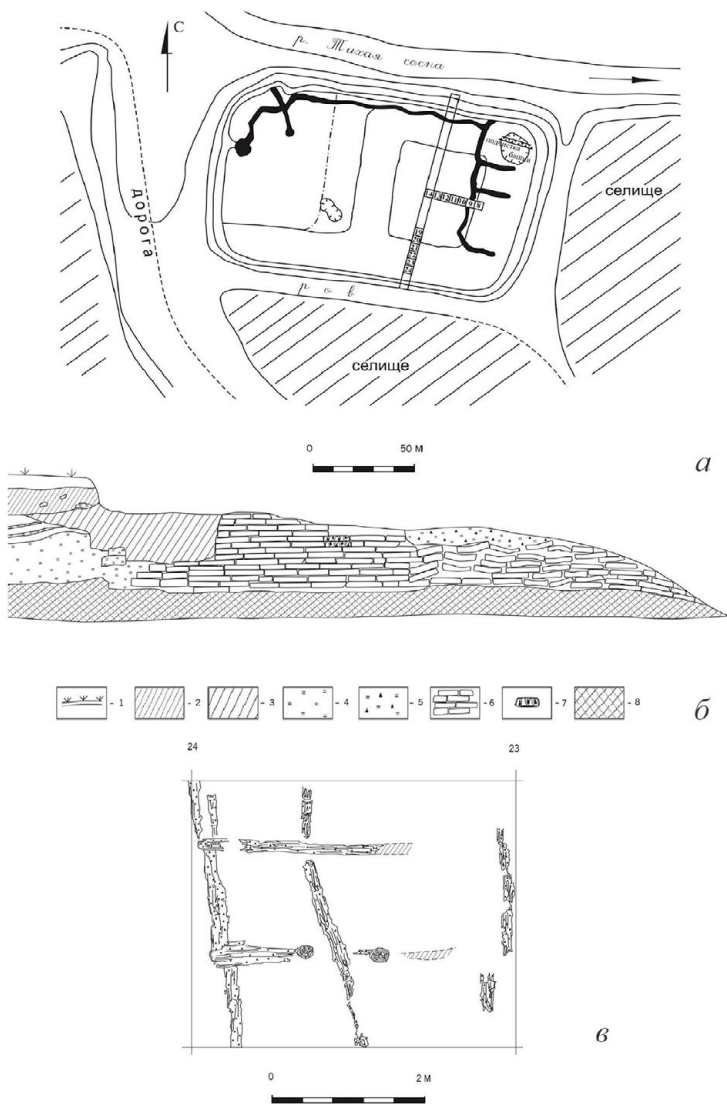 С
р. Тихая сосна
дорога
селище
ров
селище
0 50 М
а
- 1 - 2 - 3 - 4 - 5 - 6 - 7 - 8
б
24 23
в
0 2 М